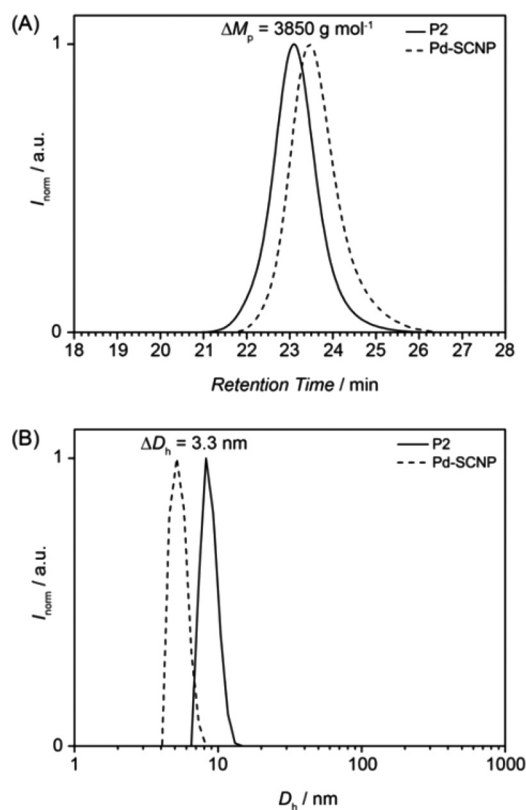 (A)
ΔMp = 3850 g mol-1
P2
Pd-SCNP
1
Inorm / a.u.
0
18 19 20 21 22 23 24 25 26 27 28
Retention Time / min
(B)
ΔDh = 3.3 nm
P2
Pd-SCNP
1
Inorm / a.u.
0
1 10 100 1000
Dh / nm